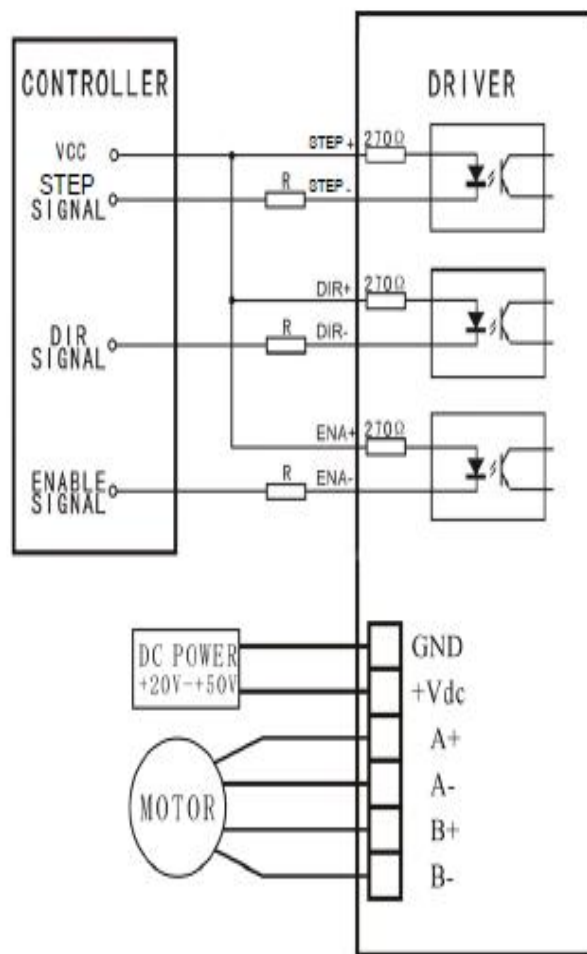 CONTROLLER
DRIVER
VCC
STEP+
270Ω
STEP
SIGNAL
R
STEP-
DIR+
270Ω
DIR
SIGNAL
R
DIR-
ENA+
270Ω
ENABLE
SIGNAL
R
ENA-
DC POWER
+20V-+50V
GND
+Vdc
MOTOR
A+
A-
B+
B-